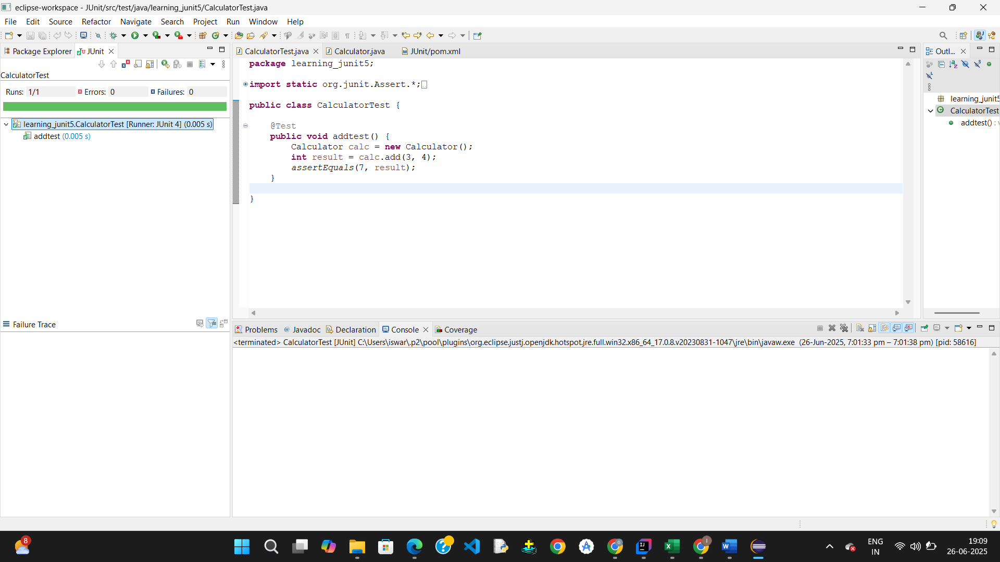 eclipse-workspace - JUnit/src/test/java/learning_junit5/CalculatorTest.java
File Edit Source Refactor Navigate Search Project Run Window Help
Package Explorer JUnit
CalculatorTest
Runs: 1/1 Errors: 0 Failures: 0
learning_junit5.CalculatorTest [Runner: JUnit 4] (0.005 s)
addtest (0.005 s)
Failure Trace
CalculatorTest.java Calculator.java JUnit/pom.xml
package learning_junit5;
import static org.junit.Assert.*;
public class CalculatorTest {
@Test
public void addtest() {
Calculator calc = new Calculator();
int result = calc.add(3, 4);
assertEquals(7, result);
}
}
Outl...
learning_junit5
CalculatorTest
addtest() : v
Problems Javadoc Declaration Console Coverage
<terminated> CalculatorTest [JUnit] C:\Users\iswar\.p2\pool\plugins\org.eclipse.justj.openjdk.hotspot.jre.full.win32.x86_64_17.0.8.v20230831-1047\jre\bin\javaw.exe (26-Jun-2025, 7:01:33 pm – 7:01:38 pm) [pid: 58616]
8
ENG
IN
19:09
26-06-2025